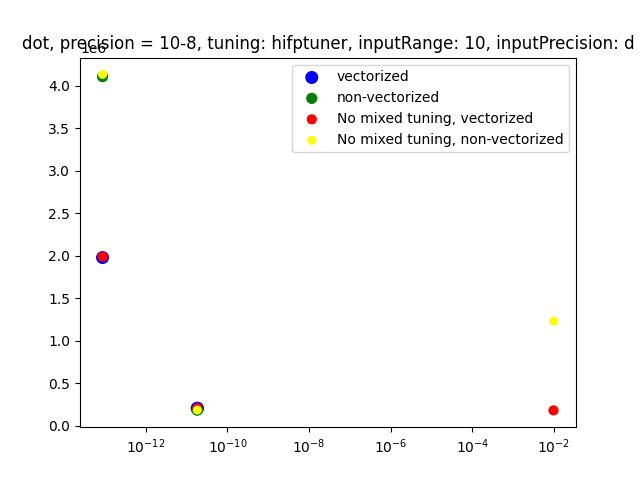 dot, precision = 10-8, tuning: hifptuner, inputRange: 10, inputPrecision: d
1e6
vectorized
non-vectorized
No mixed tuning, vectorized
No mixed tuning, non-vectorized
4.0
3.5
3.0
2.5
2.0
1.5
1.0
0.5
0.0
10⁻¹² 10⁻¹⁰ 10⁻⁸ 10⁻⁶ 10⁻⁴ 10⁻²